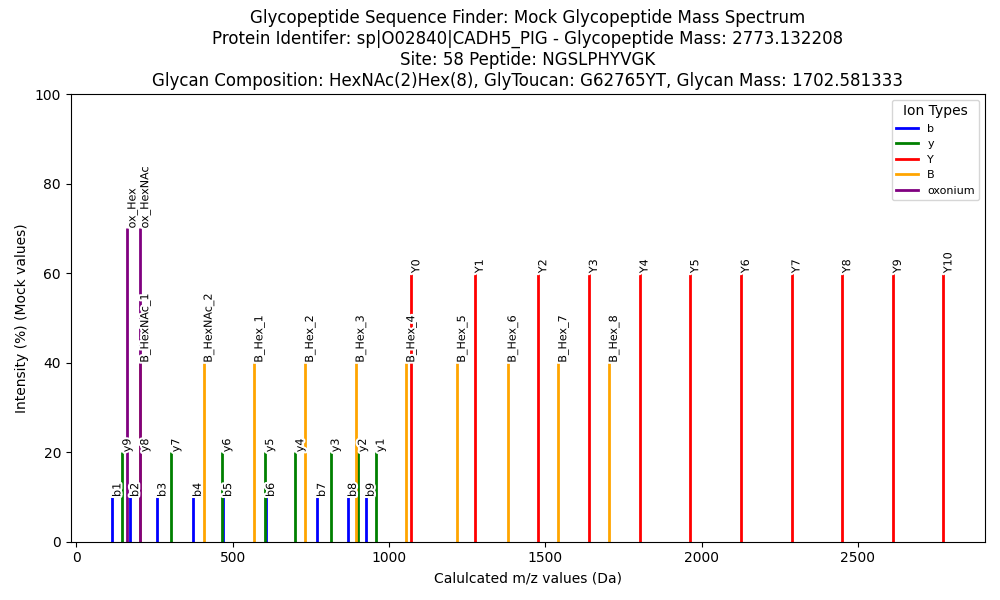 Glycopeptide Sequence Finder: Mock Glycopeptide Mass Spectrum
Protein Identifer: sp|O02840|CADH5_PIG - Glycopeptide Mass: 2773.132208
Site: 58 Peptide: NGSLPHYVGK
Glycan Composition: HexNAc(2)Hex(8), GlyToucan: G62765YT, Glycan Mass: 1702.581333
Intensity (%) (Mock values)
100
80
60
40
20
0
Ion Types
b
y
Y
B
oxonium
ox_Hex
ox_HexNAc
Y0
Y1
Y2
Y3
Y4
Y5
Y6
Y7
Y8
Y9
Y10
B_HexNAc_1
B_HexNAc_2
B_Hex_1
B_Hex_2
B_Hex_3
B_Hex_4
B_Hex_5
B_Hex_6
B_Hex_7
B_Hex_8
y9
y8
y7
y6
y5
y4
y3
y2
y1
b1
b2
b3
b4
b5
b6
b7
b8
b9
0
500
1000
1500
2000
2500
Calulcated m/z values (Da)